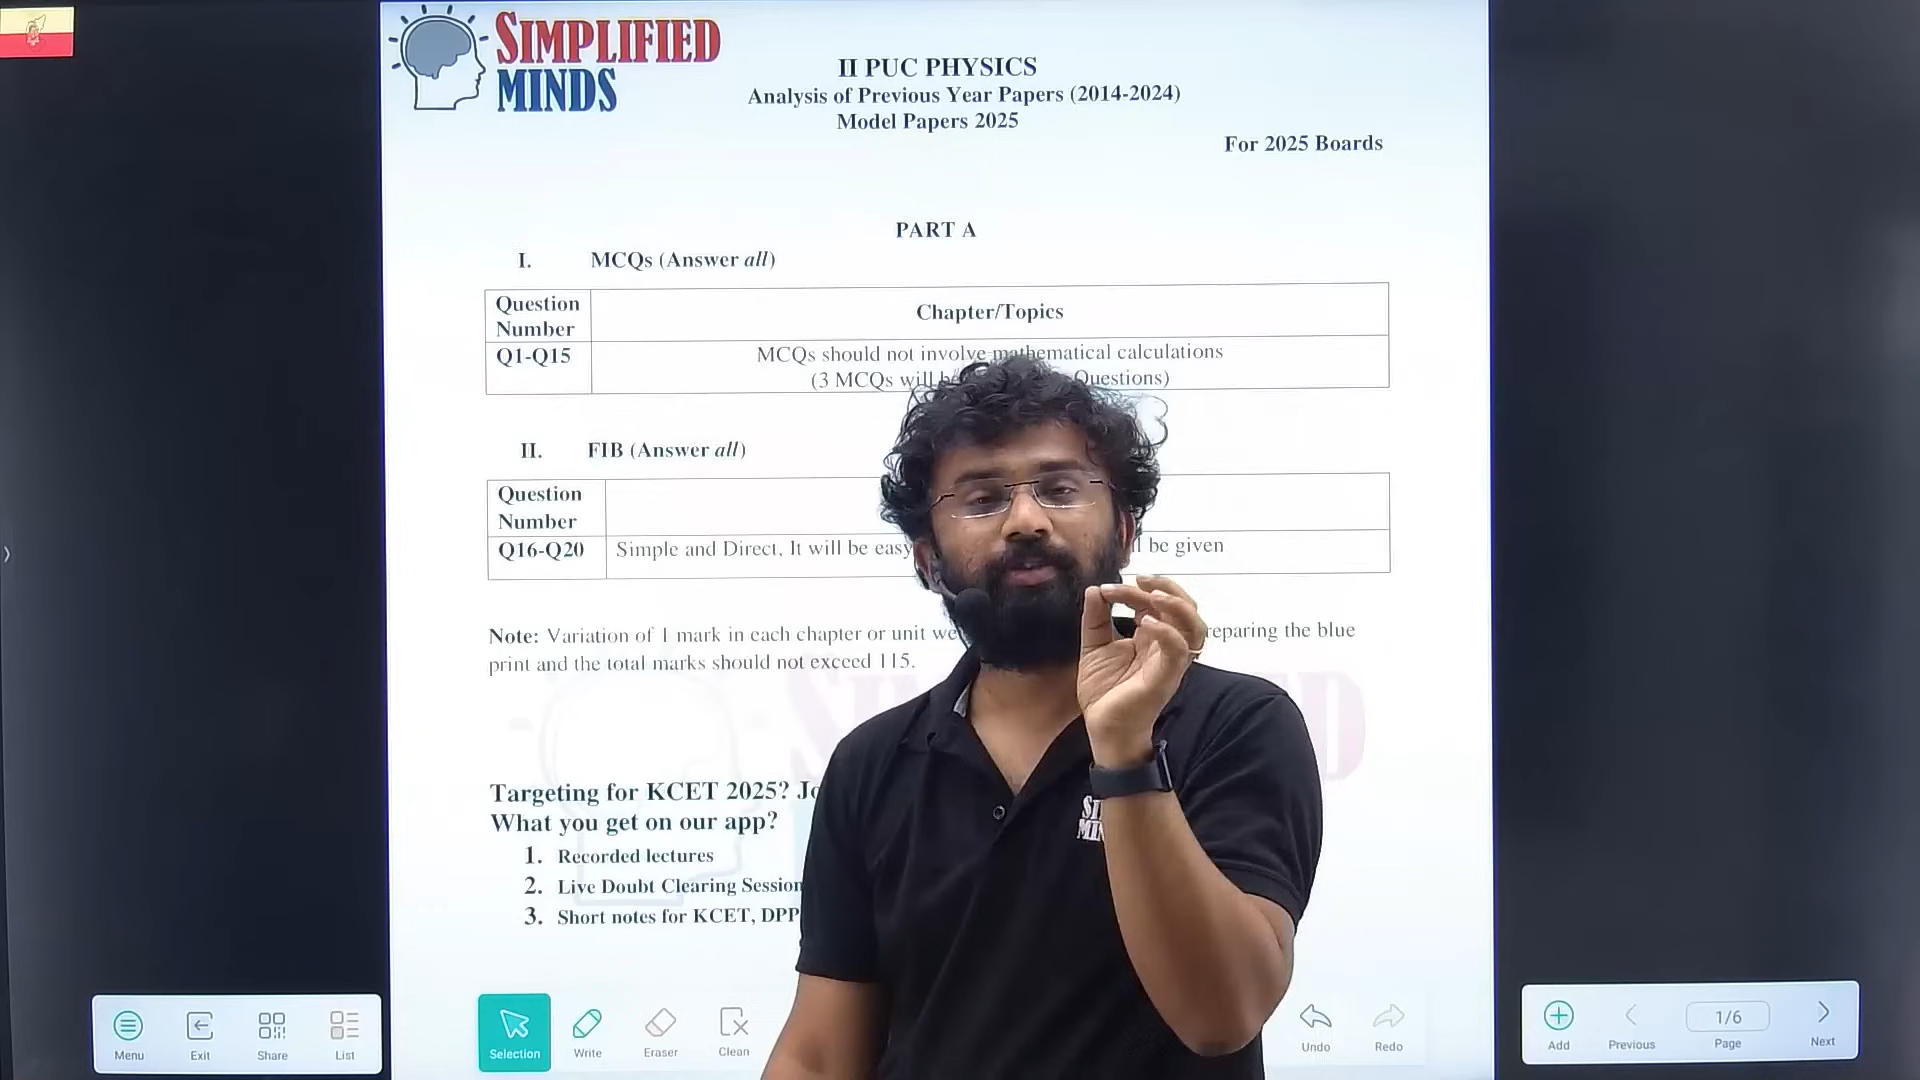 SIMPLIFIED
MINDS
II PUC PHYSICS
Analysis of Previous Year Papers (2014-2024)
Model Papers 2025
For 2025 Boards
PART A
I. MCQs (Answer all)
Question
Number
Chapter/Topics
Q1-Q15
MCQs should not involve mathematical calculations
(3 MCQs will Questions)
II. FIB (Answer all)
Question
Number
Q16-Q20
Simple and Direct, It will be easy be given
Note: Variation of 1 mark in each chapter or unit the blue
print and the total marks should not exceed 115.
SIMPLIFIED
Targeting for KCET 2025?
What you get on our app?
1. Recorded lectures
2. Live Doubt Clearing Session
3. Short notes for KCET, DPP
Menu
Exit
Share
List
Selection
Write
Eraser
Clean
Undo
Redo
Add
Previous
1/6
Page
Next